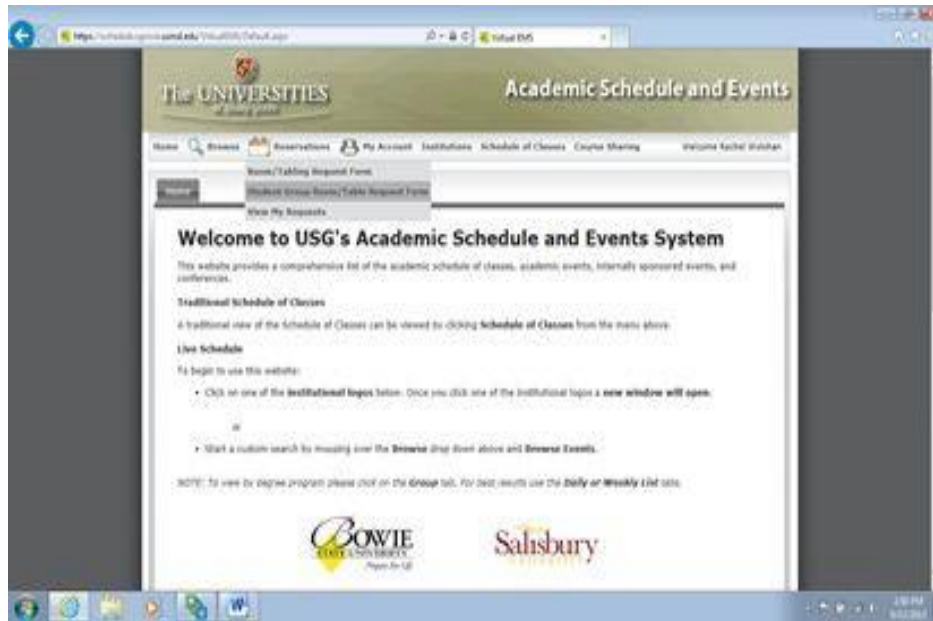 Virtual EMS
The UNIVERSITIES
Academic Schedule and Events
Home Browse Reservations My Account Institutions Schedule of Classes Course Sharing Welcome Rachel
Room/Tabling Request Form
Home
Student Group Room/Table Request Form
View My Requests
Welcome to USG's Academic Schedule and Events System
This website provides a comprehensive list of the academic schedule of classes, academic events, internally sponsored events, and
conferences.
Traditional Schedule of Classes
A traditional view of the Schedule of Classes can be viewed by clicking Schedule of Classes from the menu above.
Live Schedule
To begin to use this website:
• Click on one of the institutional logos below. Once you click one of the institutional logos a new window will open.
or
• Start a custom search by mousing over the Browse drop down above and Browse Events.
NOTE: To view by degree program please click on the Group tab. For best results use the Daily or Weekly List tabs.
BOWIE
STATE UNIVERSITY
Salisbury
UNIVERSITY